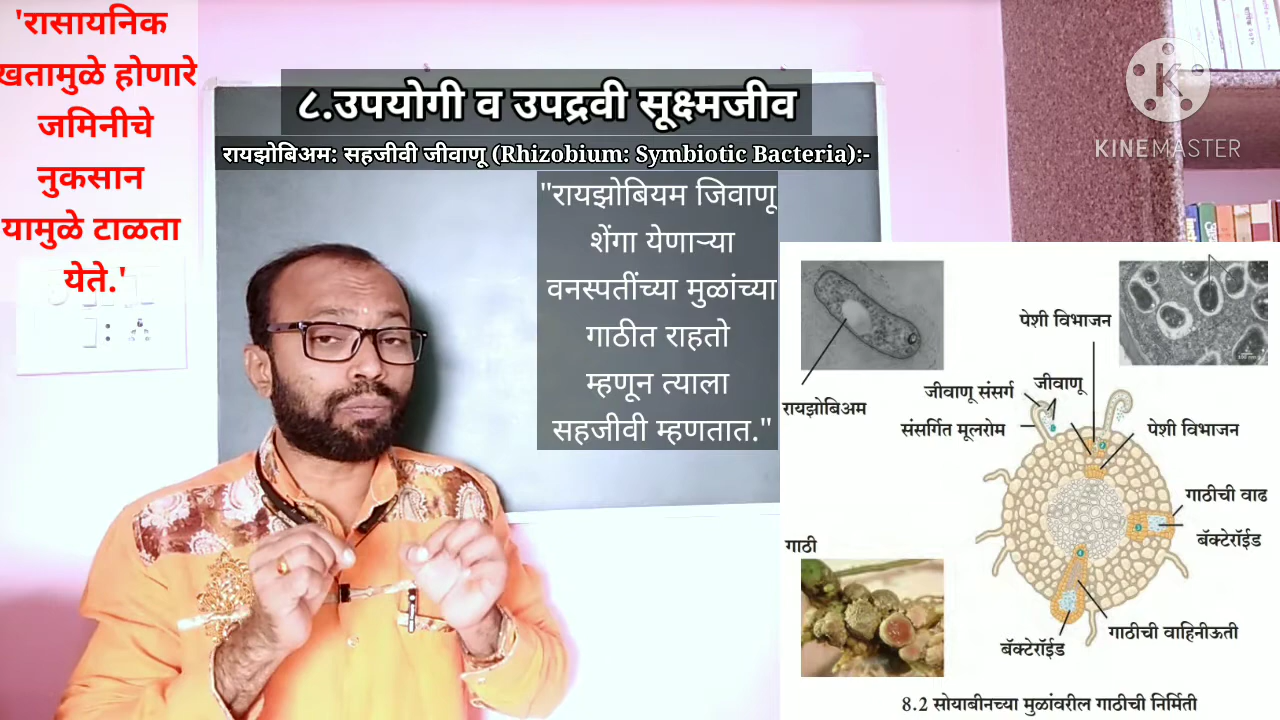 'रासायनिक
खतामुळे होणारे
जमिनीचे
नुकसान
यामुळे टाळता
येते.'
८.उपयोगी व उपद्रवी सूक्ष्मजीव
रायझोबिअम: सहजीवी जीवाणू (Rhizobium: Symbiotic Bacteria):-
"रायझोबियम जिवाणू
शेंगा येणाऱ्या
वनस्पतींच्या मुळांच्या
गाठीत राहतो
म्हणून त्याला
सहजीवी म्हणतात."
K
KINEMASTER
पेशी विभाजन
जीवाणू संसर्ग
जीवाणू
रायझोबिअम
संसर्गित मूलरोम
पेशी विभाजन
गाठीची वाढ
बॅक्टेरॉईड
गाठी
गाठीची वाहिनीऊती
बॅक्टेरॉईड
8.2 सोयाबीनच्या मुळांवरील गाठीची निर्मिती